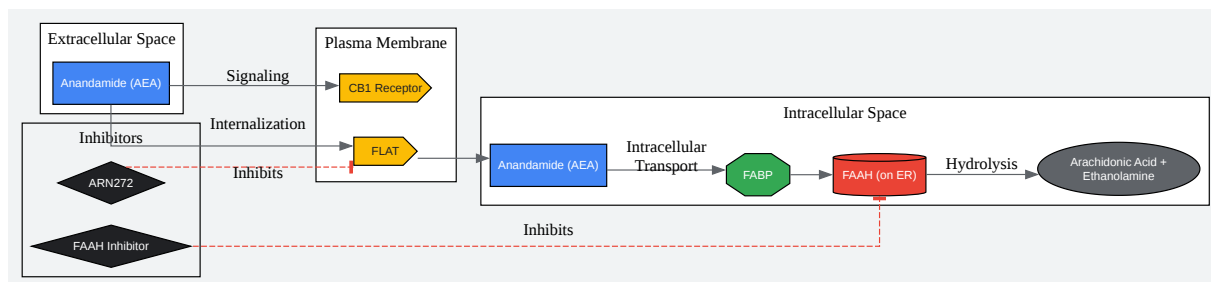 Extracellular Space
Anandamide (AEA)
Signaling
Internalization
Plasma Membrane
CB1 Receptor
FLAT
Inhibitors
ARN272
Inhibits
FAAH Inhibitor
Inhibits
Intracellular Space
Anandamide (AEA)
Intracellular
Transport
FABP
FAAH (on ER)
Hydrolysis
Arachidonic Acid +
Ethanolamine